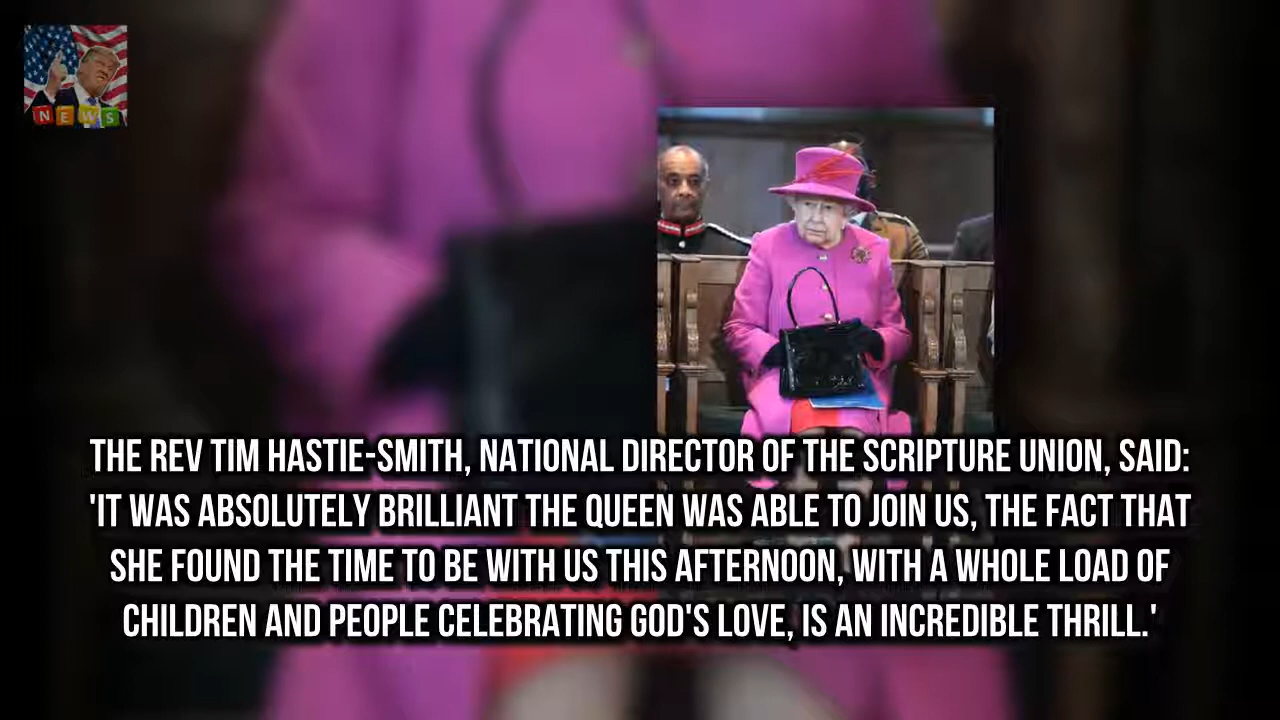 NEWS
THE REV TIM HASTIE-SMITH, NATIONAL DIRECTOR OF THE SCRIPTURE UNION, SAID:
'IT WAS ABSOLUTELY BRILLIANT THE QUEEN WAS ABLE TO JOIN US, THE FACT THAT
SHE FOUND THE TIME TO BE WITH US THIS AFTERNOON, WITH A WHOLE LOAD OF
CHILDREN AND PEOPLE CELEBRATING GOD'S LOVE, IS AN INCREDIBLE THRILL.'